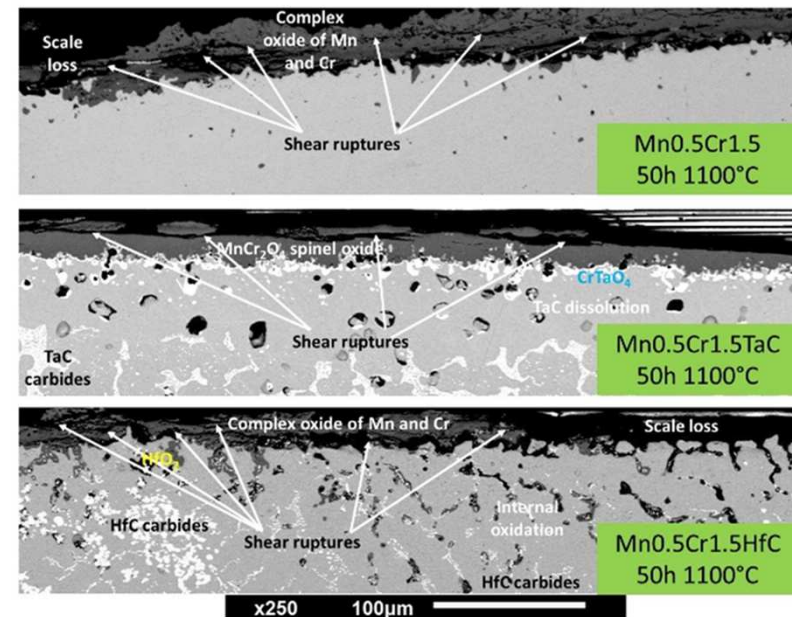 Complex
oxide of Mn
and Cr
Scale
loss
Shear ruptures
Mn0.5Cr1.5
50h 1100°C
MnCr₂O₄ spinel oxide
CrTaO₄
TaC dissolution
Shear ruptures
TaC
carbides
Mn0.5Cr1.5TaC
50h 1100°C
Complex oxide of Mn and Cr
Scale loss
HfO₂
HfC carbides
Internal
oxidation
Shear ruptures
HfC carbides
Mn0.5Cr1.5HfC
50h 1100°C
x250 100µm